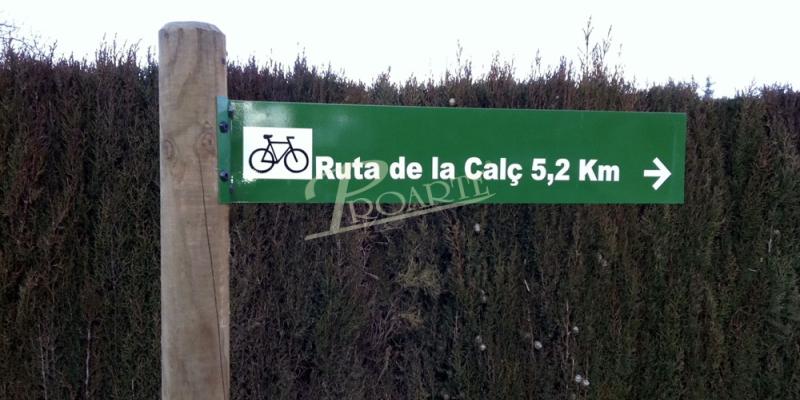 Ruta de la Calç 5,2 Km
PROARTE